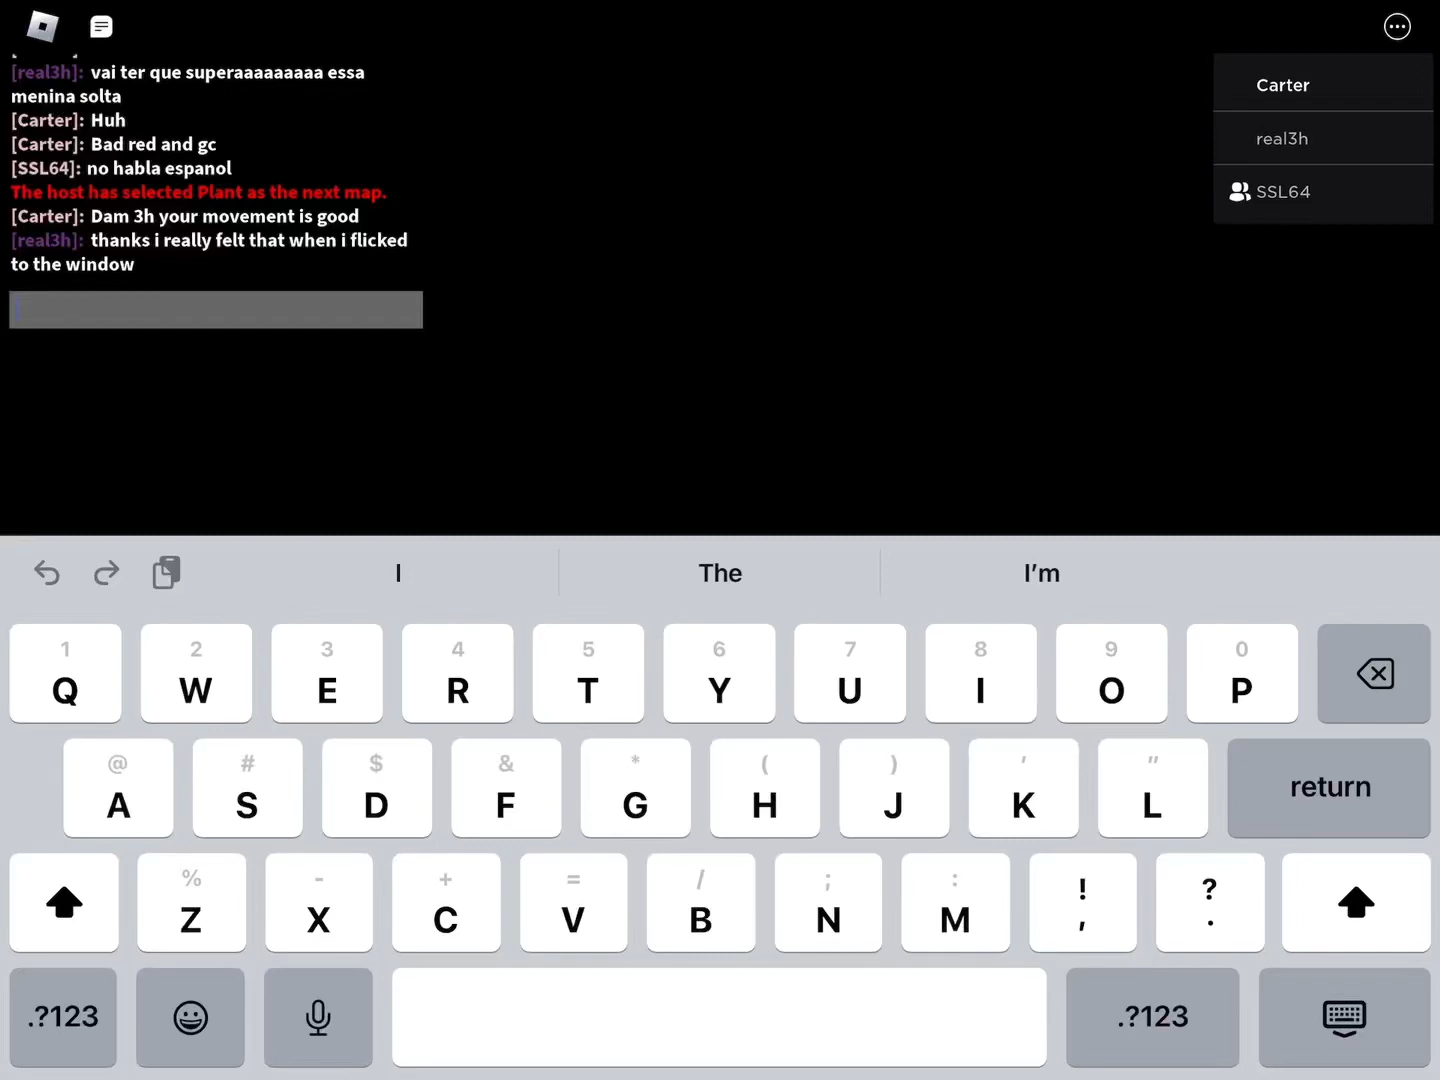 [real3h]: vai ter que superaaaaaaaaa essa
menina solta
[Carter]: Huh
[Carter]: Bad red and gc
[SSL64]: no habla espanol
The host has selected Plant as the next map.
[Carter]: Dam 3h your movement is good
[real3h]: thanks i really felt that when i flicked
to the window
Carter
real3h
SSL64
I The I'm
1 2 3 4 5 6 7 8 9 0
Q W E R T Y U I O P
@ # $ & * ( ) ' "
A S D F G H J K L return
% - + = / ; : ! ?
Z X C V B N M , .
.?123 .?123